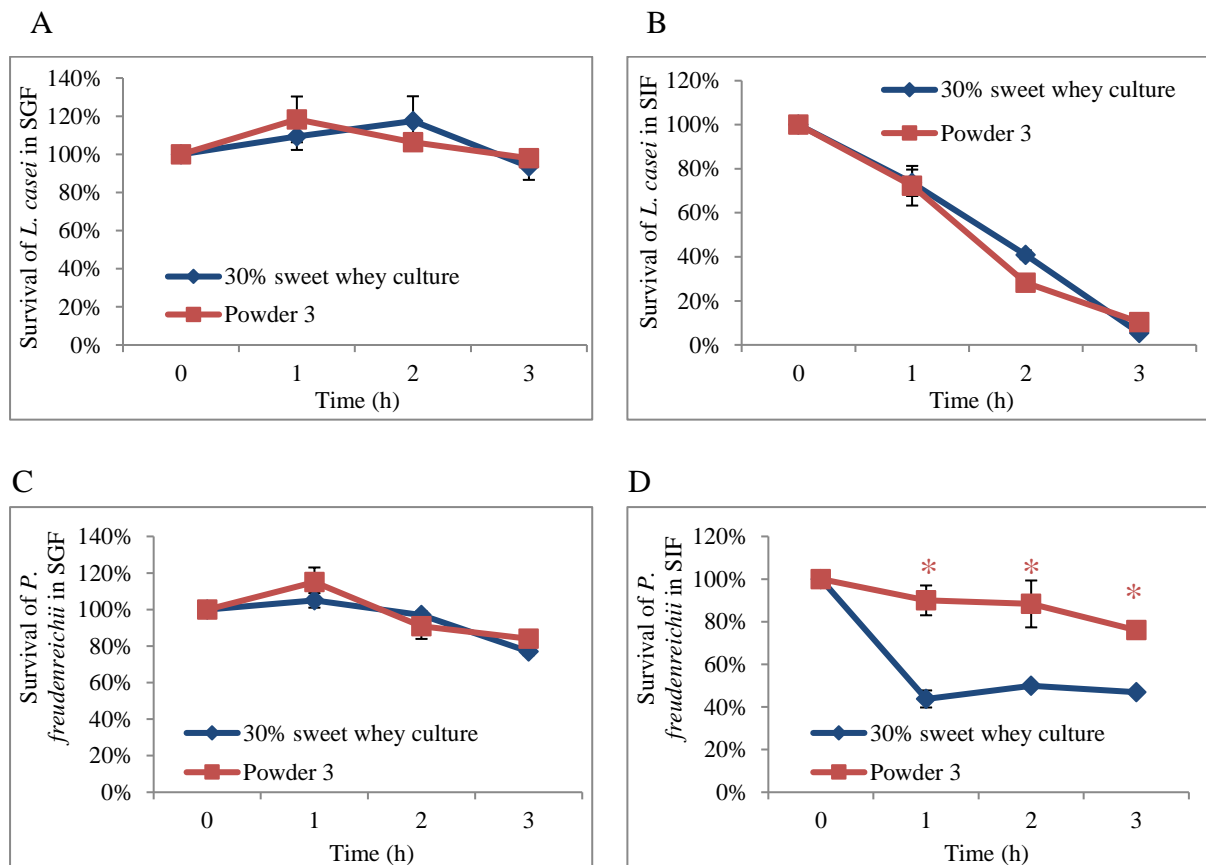 A
Survival of L. casei in SGF
140%
120%
100%
80%
60%
40%
20%
0%
30% sweet whey culture
Powder 3
0 1 2 3
Time (h)
B
Survival of L. casei in SIF
120%
100%
80%
60%
40%
20%
0%
30% sweet whey culture
Powder 3
0 1 2 3
Time (h)
C
Survival of P.
freudenreichii in SGF
140%
120%
100%
80%
60%
40%
20%
0%
30% sweet whey culture
Powder 3
0 1 2 3
Time (h)
D
Survival of P.
freudenreichii in SIF
120%
100%
80%
60%
40%
20%
0%
* * *
30% sweet whey culture
Powder 3
0 1 2 3
Time (h)